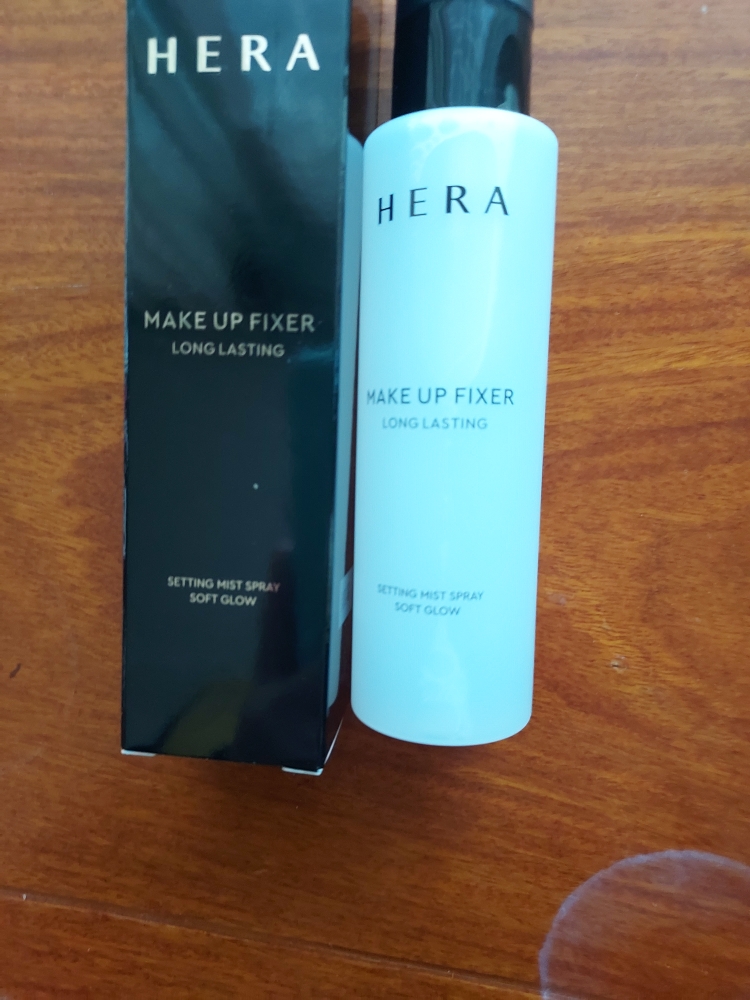 HERA
MAKE UP FIXER
LONG LASTING
SETTING MIST SPRAY
SOFT GLOW
HERA
MAKE UP FIXER
LONG LASTING
SETTING MIST SPRAY
SOFT GLOW